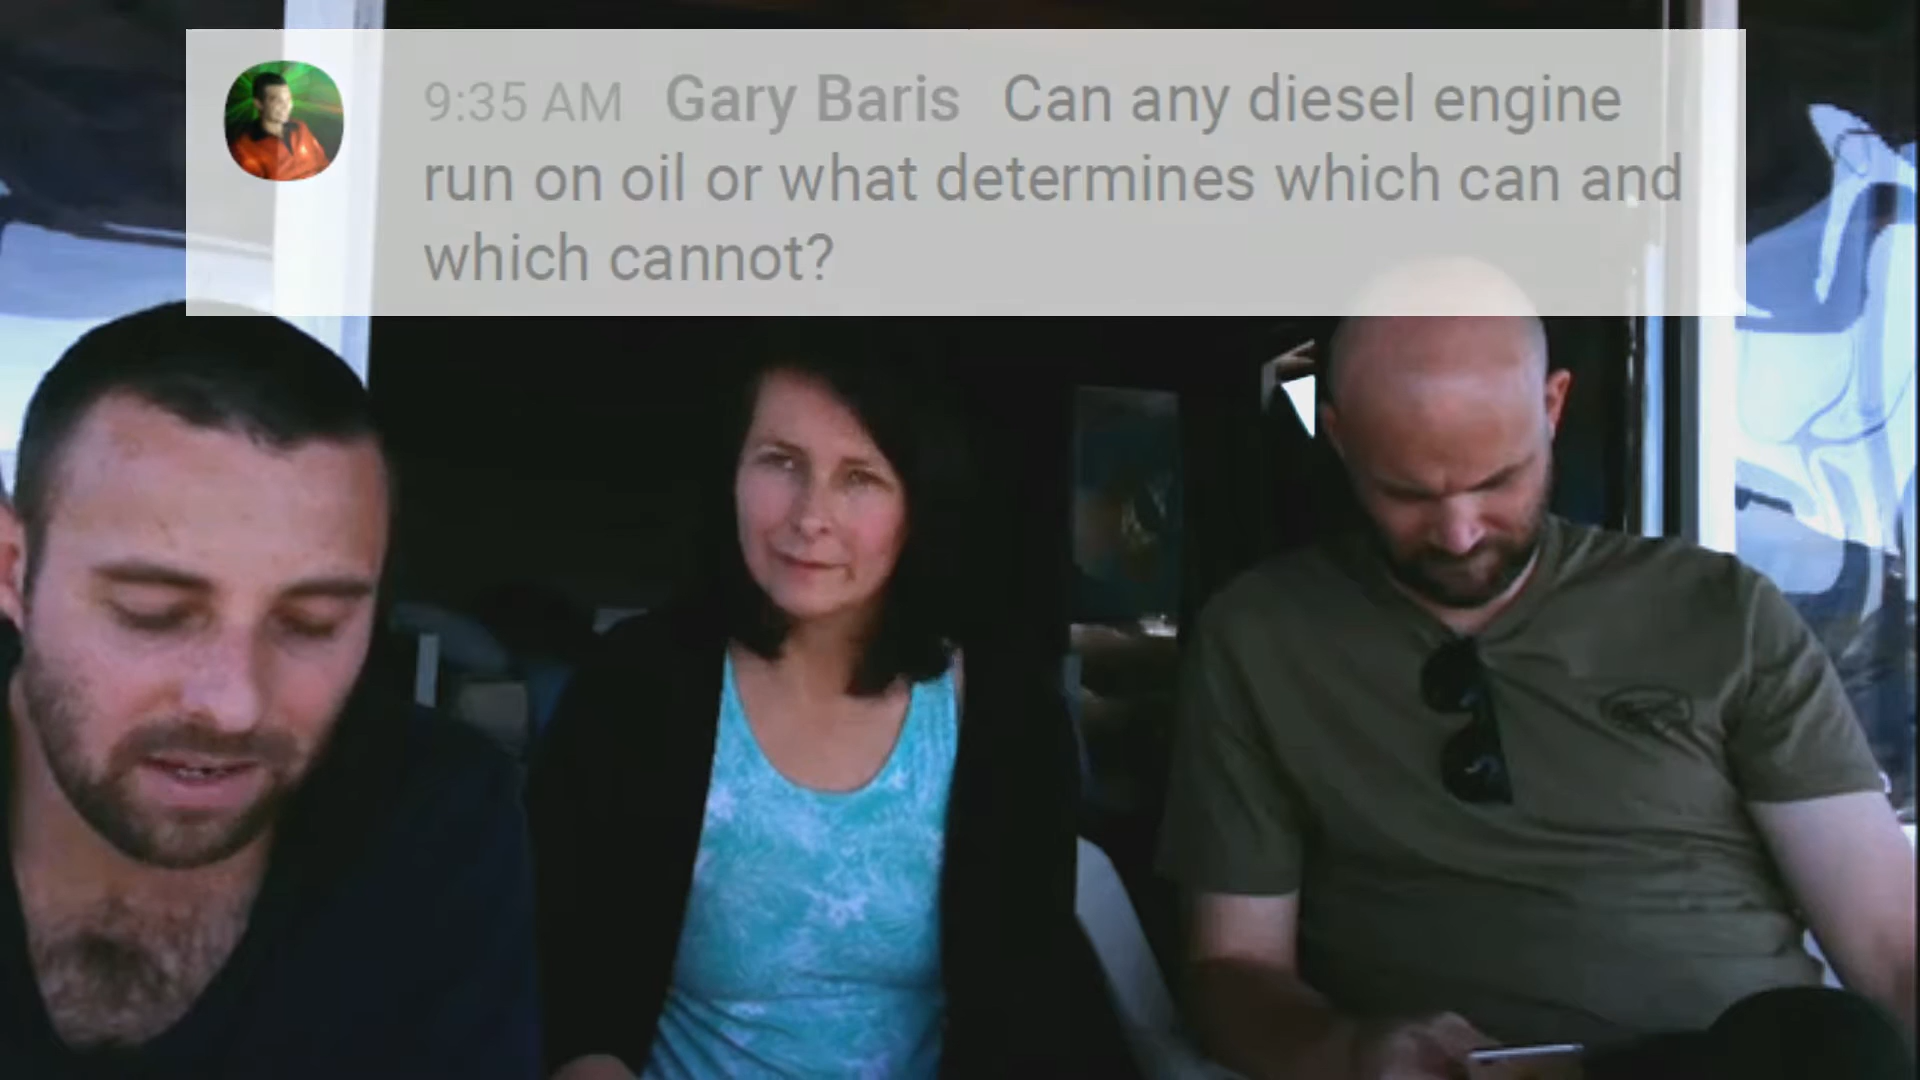 9:35 AM Gary Baris Can any diesel engine
run on oil or what determines which can and
which cannot?